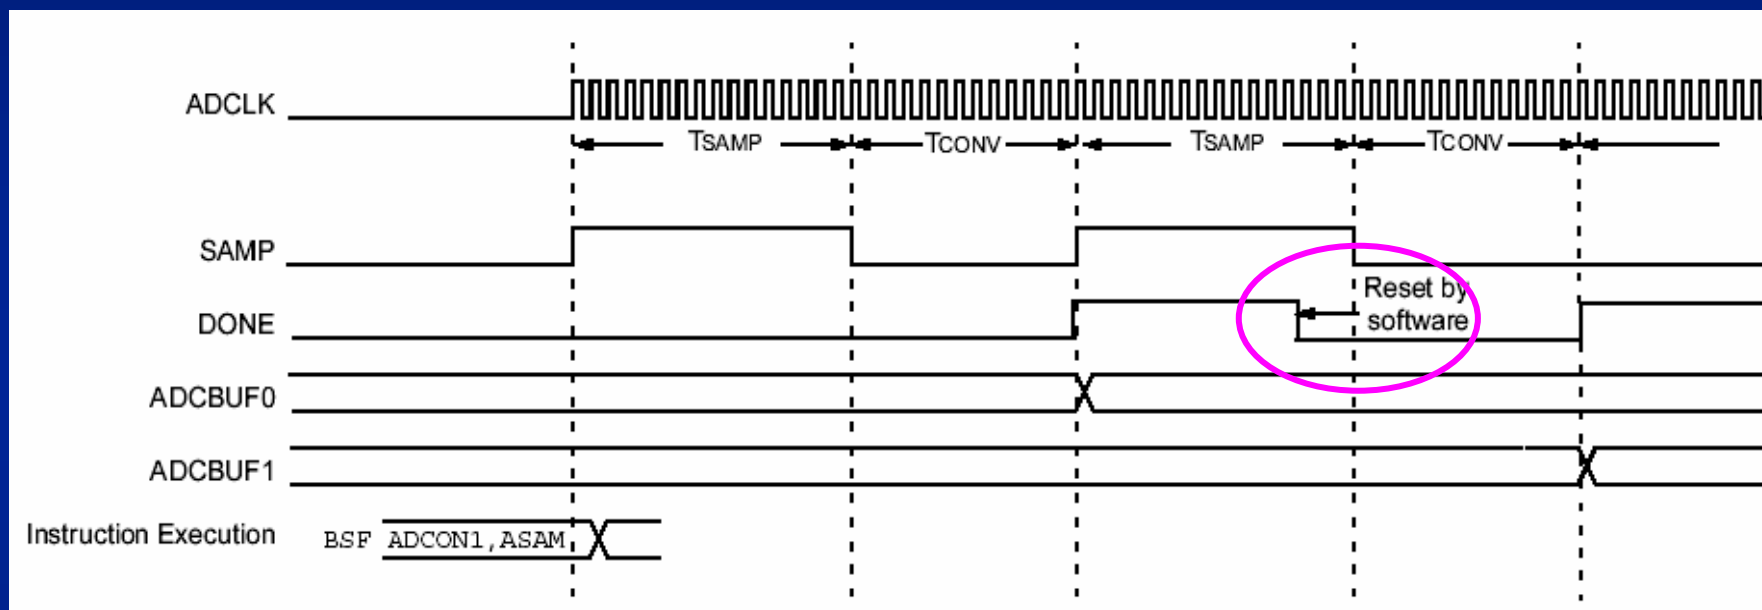 ADCLK
TSAMP TCONV TSAMP TCONV
SAMP
Reset by
software
DONE
ADCBUF0
ADCBUF1
Instruction Execution BSF ADCON1,ASAM